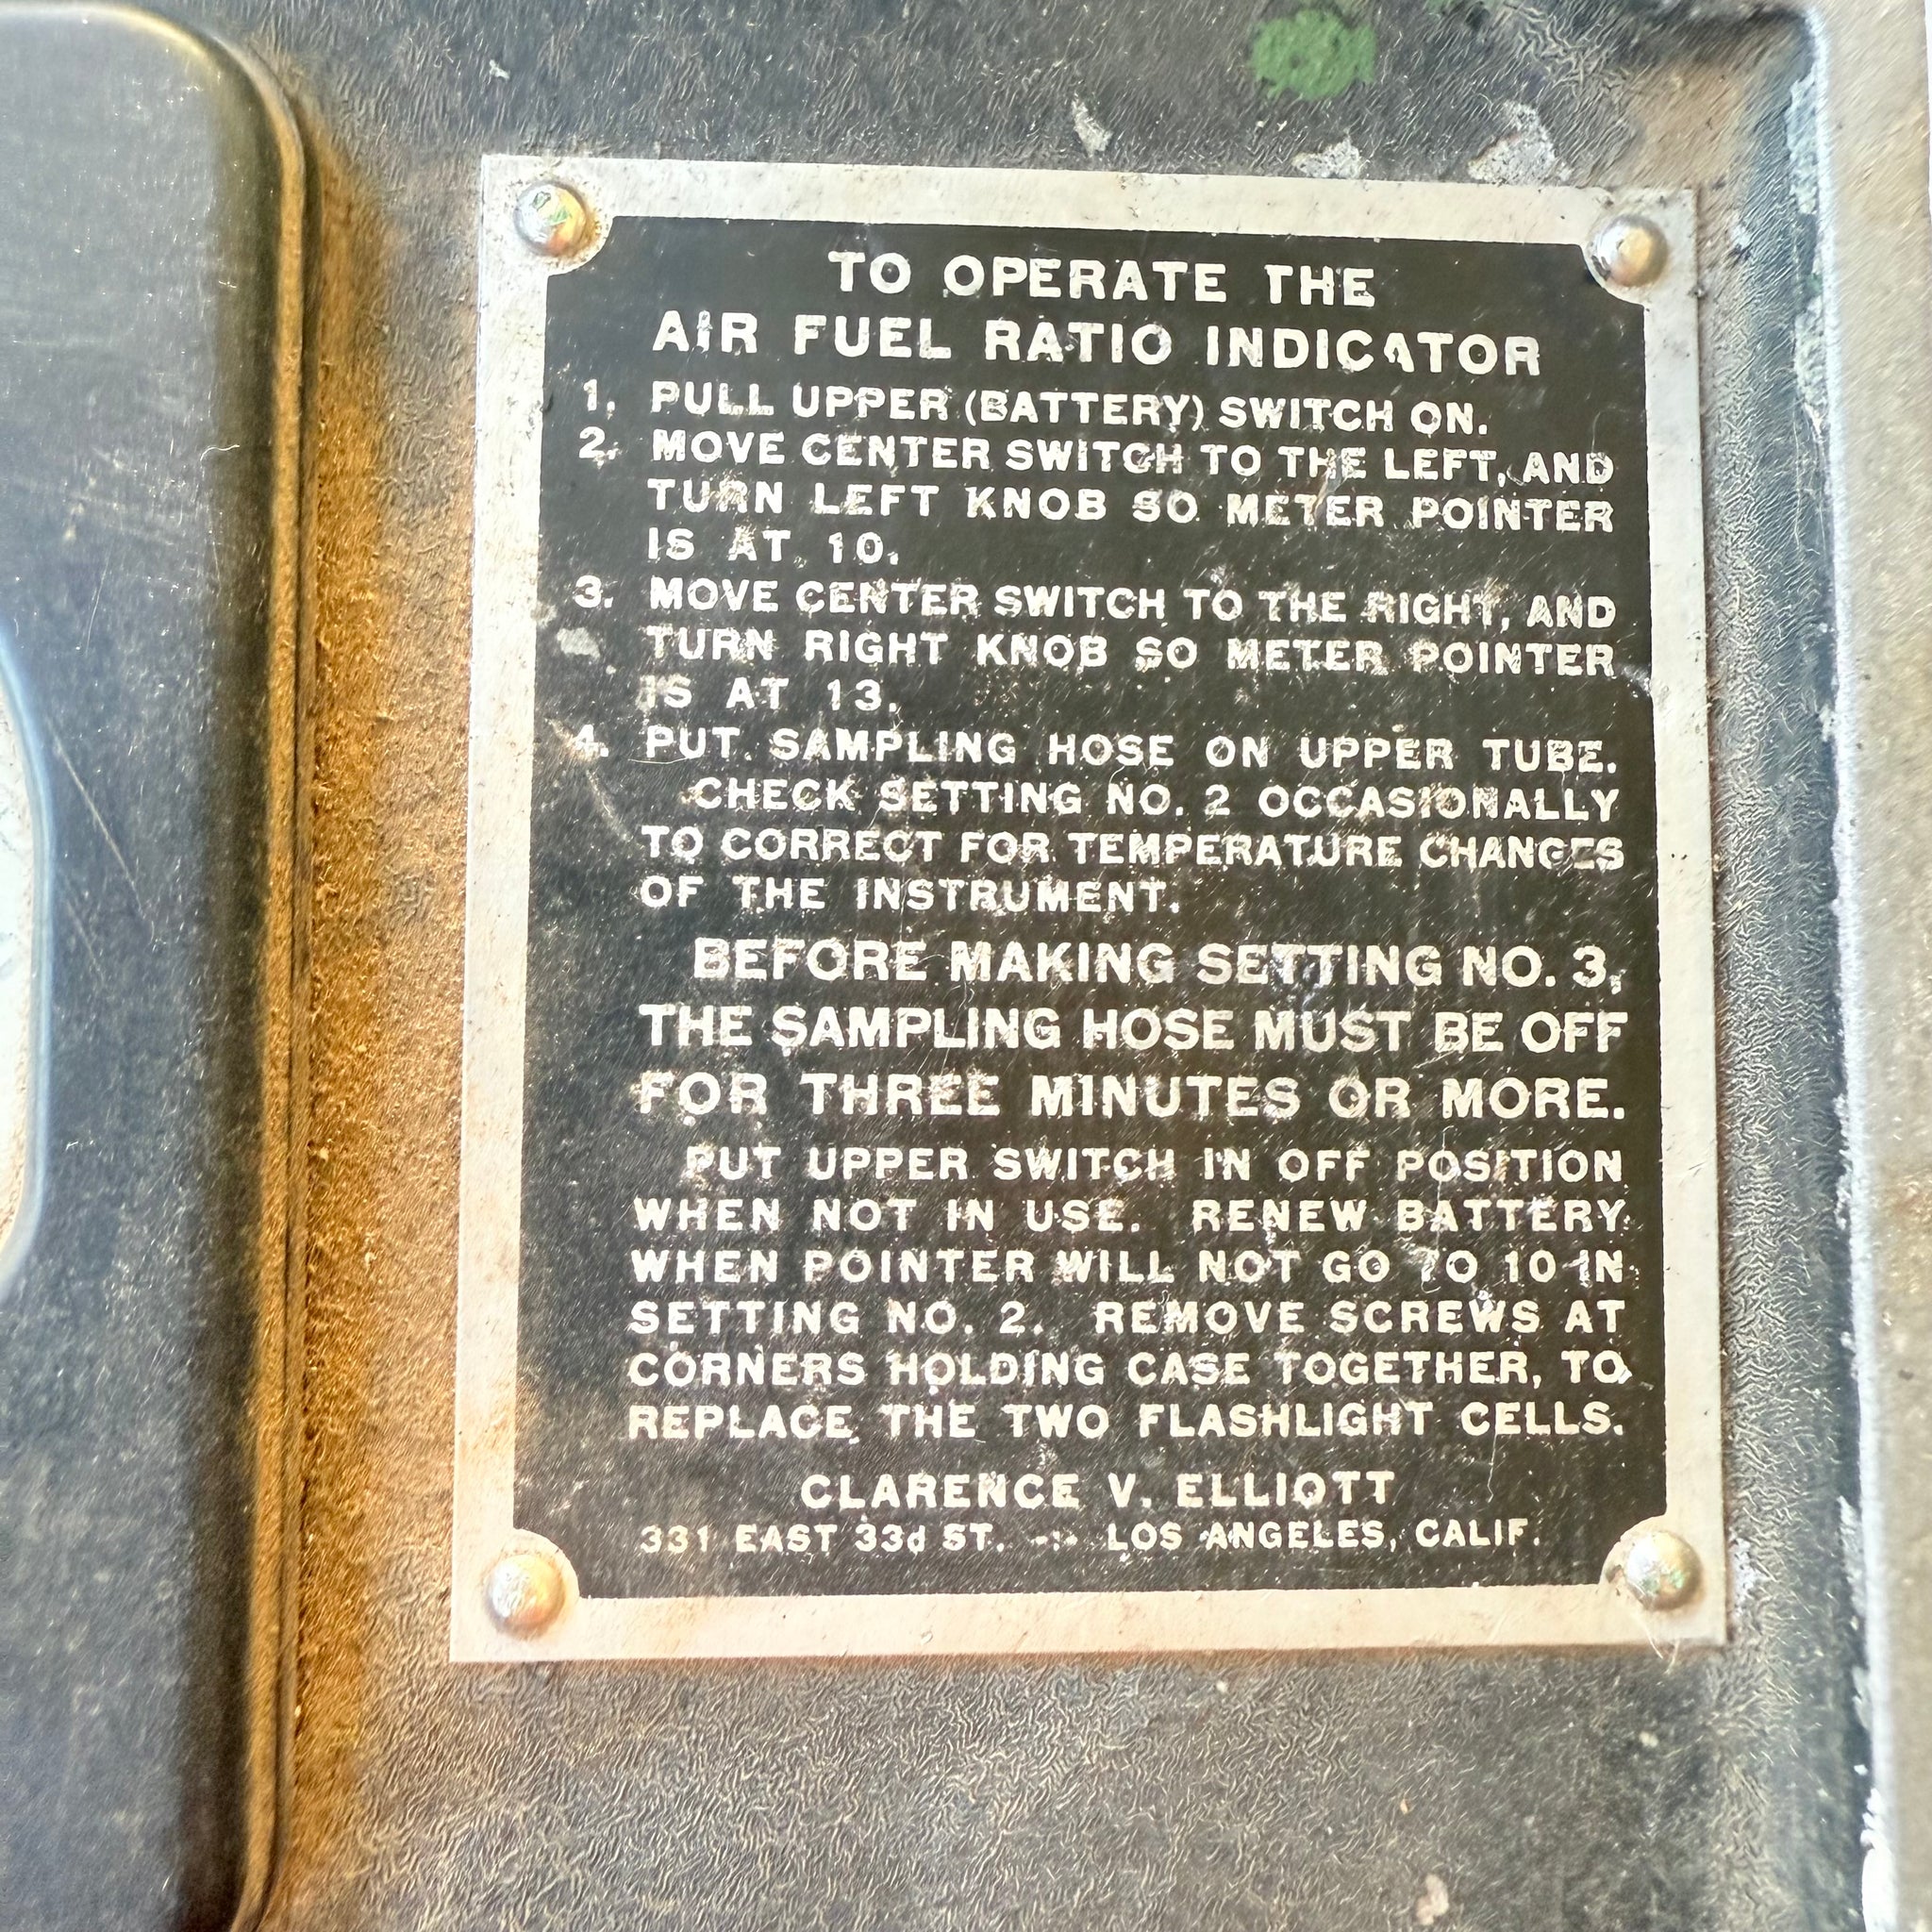 TO OPERATE THE
AIR FUEL RATIO INDICATOR
1. PULL UPPER (BATTERY) SWITCH ON.
2. MOVE CENTER SWITCH TO THE LEFT, AND
TURN LEFT KNOB SO METER POINTER
IS AT 10.
3. MOVE CENTER SWITCH TO THE RIGHT, AND
TURN RIGHT KNOB SO METER POINTER
IS AT 13.
4. PUT SAMPLING HOSE ON UPPER TUBE.
CHECK SETTING NO. 2 OCCASIONALLY
TO CORRECT FOR TEMPERATURE CHANGES
OF THE INSTRUMENT.
BEFORE MAKING SETTING NO. 3,
THE SAMPLING HOSE MUST BE OFF
FOR THREE MINUTES OR MORE.
PUT UPPER SWITCH IN OFF POSITION
WHEN NOT IN USE. RENEW BATTERY
WHEN POINTER WILL NOT GO TO 10 IN
SETTING NO. 2. REMOVE SCREWS AT
CORNERS HOLDING CASE TOGETHER, TO
REPLACE THE TWO FLASHLIGHT CELLS.
CLARENCE V. ELLIOTT
331 EAST 33d ST. -:- LOS ANGELES, CALIF.